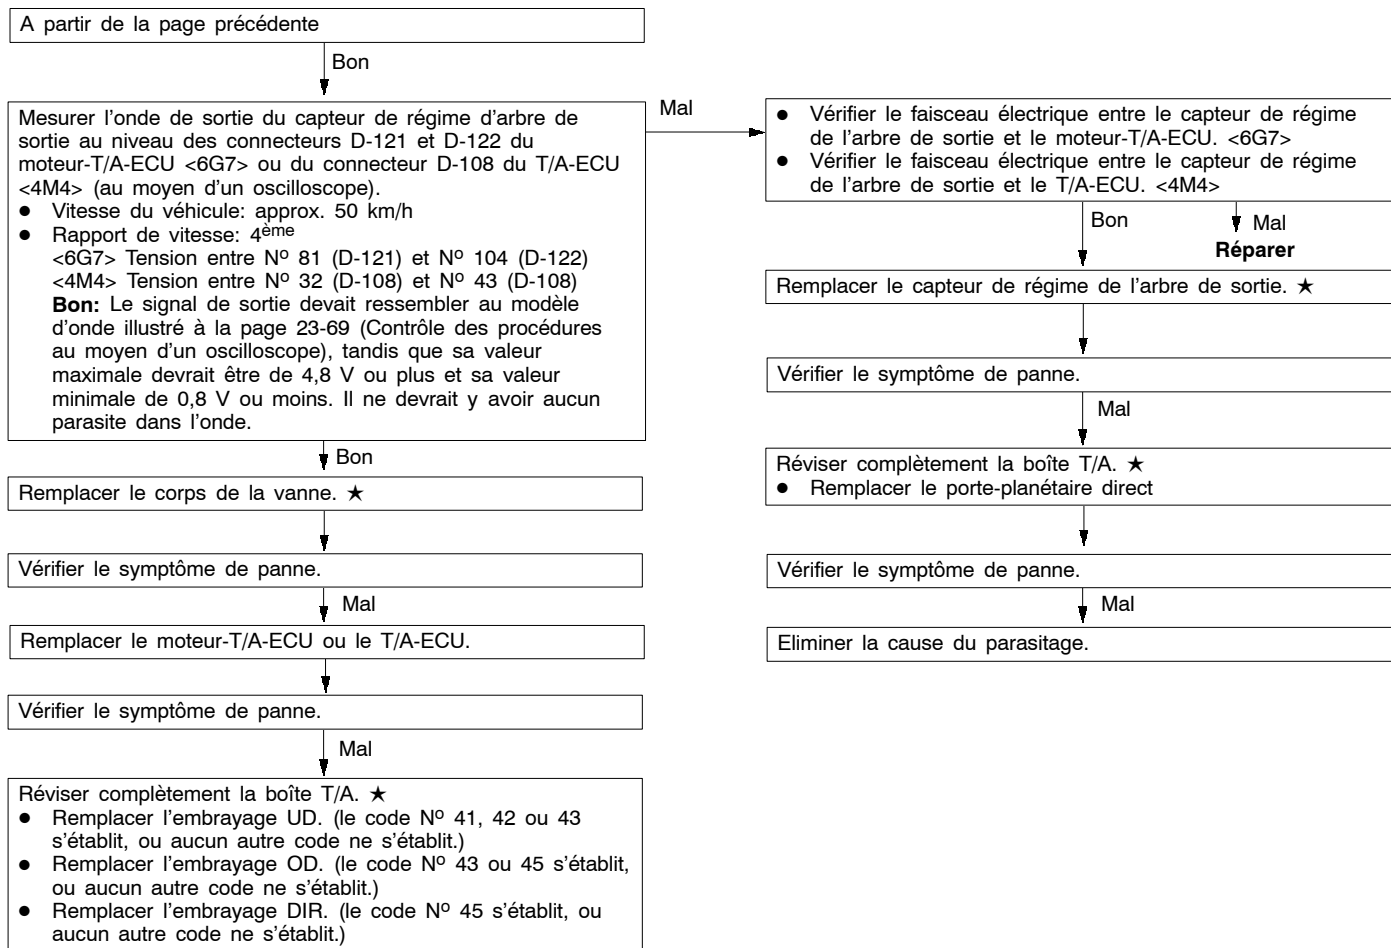 A partir de la page précédente
Bon
Mesurer l'onde de sortie du capteur de régime d'arbre de
sortie au niveau des connecteurs D-121 et D-122 du
moteur-T/A-ECU <6G7> ou du connecteur D-108 du T/A-ECU
<4M4> (au moyen d'un oscilloscope).
● Vitesse du véhicule: approx. 50 km/h
● Rapport de vitesse: 4ème
<6G7> Tension entre Nº 81 (D-121) et Nº 104 (D-122)
<4M4> Tension entre Nº 32 (D-108) et Nº 43 (D-108)
Bon: Le signal de sortie devait ressembler au modèle
d'onde illustré à la page 23-69 (Contrôle des procédures
au moyen d'un oscilloscope), tandis que sa valeur
maximale devrait être de 4,8 V ou plus et sa valeur
minimale de 0,8 V ou moins. Il ne devrait y avoir aucun
parasite dans l'onde.
Bon
Remplacer le corps de la vanne. ★
Vérifier le symptôme de panne.
Mal
Remplacer le moteur-T/A-ECU ou le T/A-ECU.
Vérifier le symptôme de panne.
Mal
Réviser complètement la boîte T/A. ★
● Remplacer l'embrayage UD. (le code Nº 41, 42 ou 43
s'établit, ou aucun autre code ne s'établit.)
● Remplacer l'embrayage OD. (le code Nº 43 ou 45 s'établit,
ou aucun autre code ne s'établit.)
● Remplacer l'embrayage DIR. (le code Nº 45 s'établit, ou
aucun autre code ne s'établit.)
Mal
● Vérifier le faisceau électrique entre le capteur de régime
de l'arbre de sortie et le moteur-T/A-ECU. <6G7>
● Vérifier le faisceau électrique entre le capteur de régime
de l'arbre de sortie et le T/A-ECU. <4M4>
Bon
Mal
Réparer
Remplacer le capteur de régime de l'arbre de sortie. ★
Vérifier le symptôme de panne.
Mal
Réviser complètement la boîte T/A. ★
● Remplacer le porte-planétaire direct
Vérifier le symptôme de panne.
Mal
Eliminer la cause du parasitage.